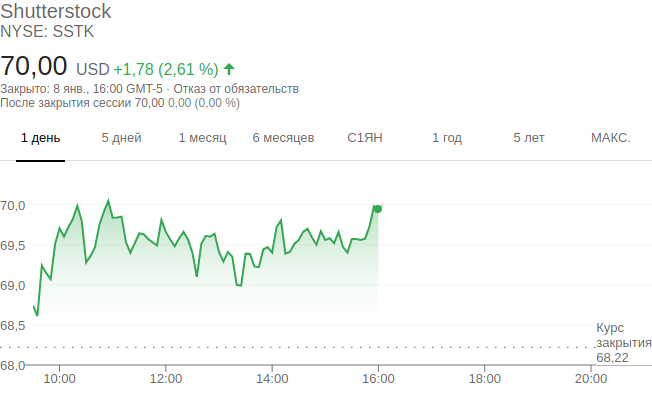 Shutterstock
NYSE: SSTK
70,00 USD +1,78 (2,61 %)
Закрыто: 8 янв., 16:00 GMT-5 · Отказ от обязательств
После закрытия сессии 70,00 0,00 (0,00 %)
1 день 5 дней 1 месяц 6 месяцев С1ЯН 1 год 5 лет МАКС.
70,0
69,5
69,0
68,5
Курс
закрытия
68,22
68,0
10:00 12:00 14:00 16:00 18:00 20:00